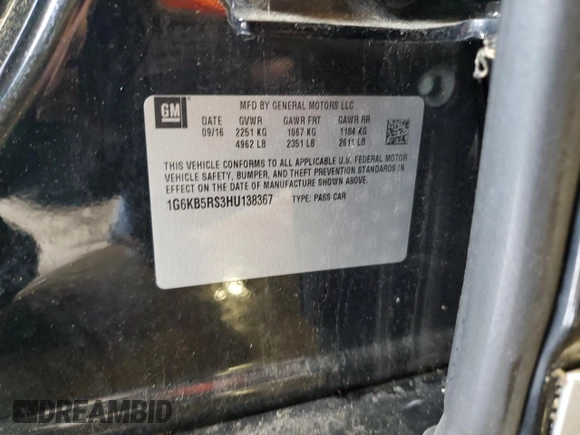 GM
MFD BY GENERAL MOTORS LLC
DATE GVWR GAWR FRT GAWR RR
09/16 2251 KG 1067 KG 1184 KG
4962 LB 2351 LB 2611 LB
THIS VEHICLE CONFORMS TO ALL APPLICABLE U.S. FEDERAL MOTOR
VEHICLE SAFETY, BUMPER, AND THEFT PREVENTION STANDARDS IN
EFFECT ON THE DATE OF MANUFACTURE SHOWN ABOVE.
1G6KB5RS3HU138367 TYPE: PASS CAR
DREAMBID